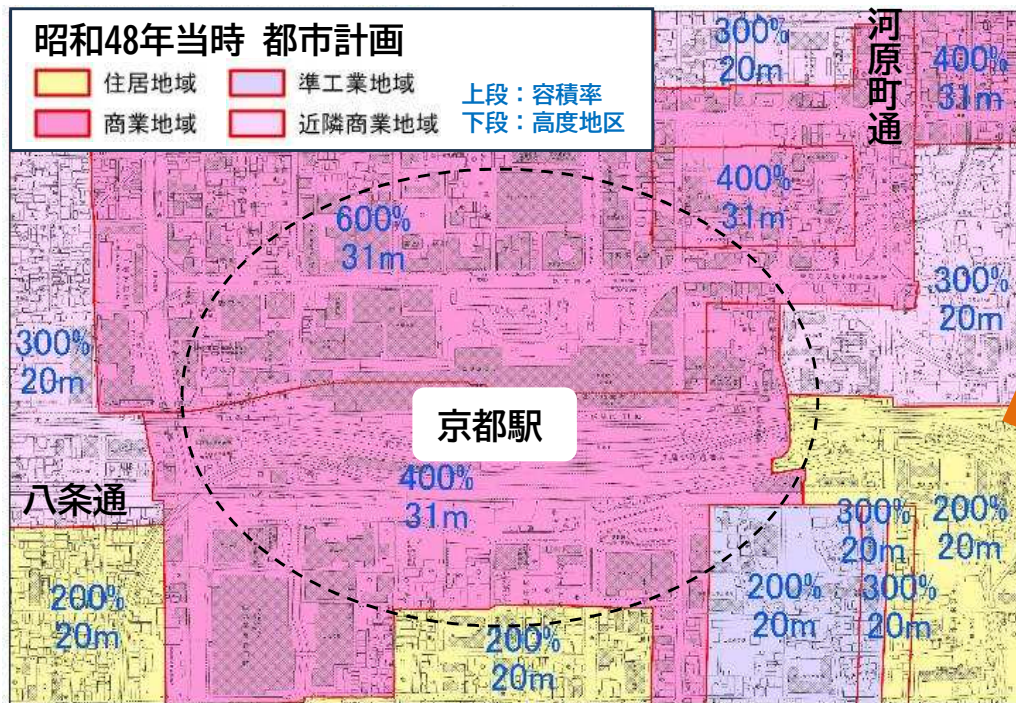 昭和48年当時 都市計画
住居地域
準工業地域
商業地域
近隣商業地域
上段：容積率
下段：高度地区
300%
20m
河原町通
400%
31m
400%
31m
600%
31m
300%
20m
300%
20m
京都駅
400%
31m
八条通
300%
20m
200%
20m
200%
20m
200%
20m
300%
20m
200%
20m